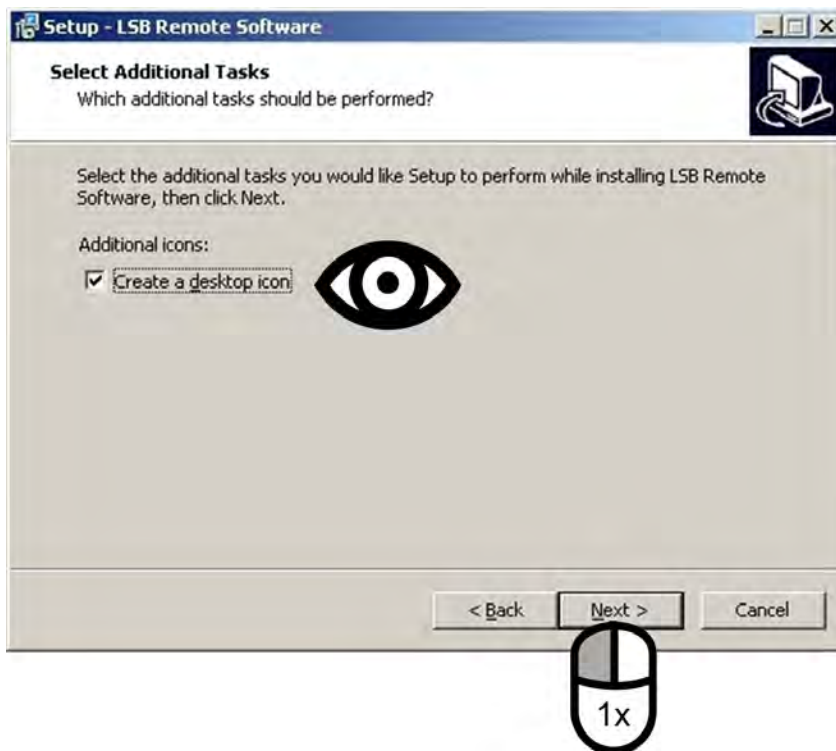 Setup - LSB Remote Software
Select Additional Tasks
Which additional tasks should be performed?
Select the additional tasks you would like Setup to perform while installing LSB Remote
Software, then click Next.
Additional icons:
Create a desktop icon
< Back Next > Cancel
1x